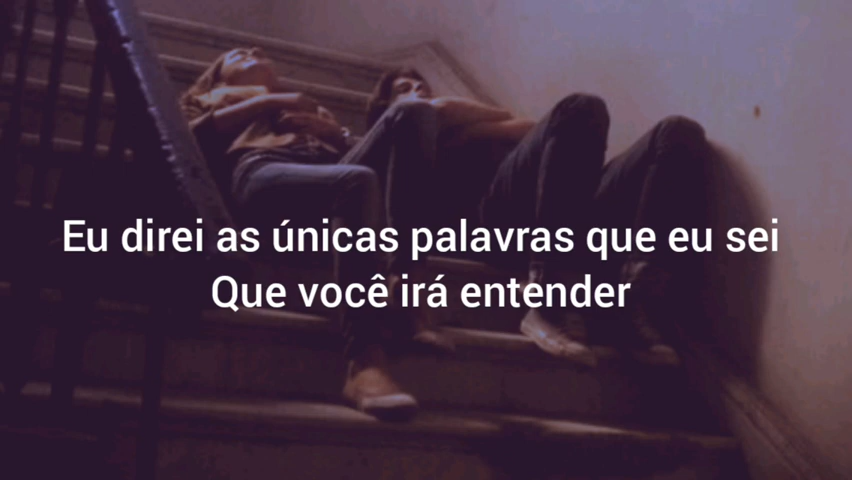 Eu direi as únicas palavras que eu sei
Que você irá entender